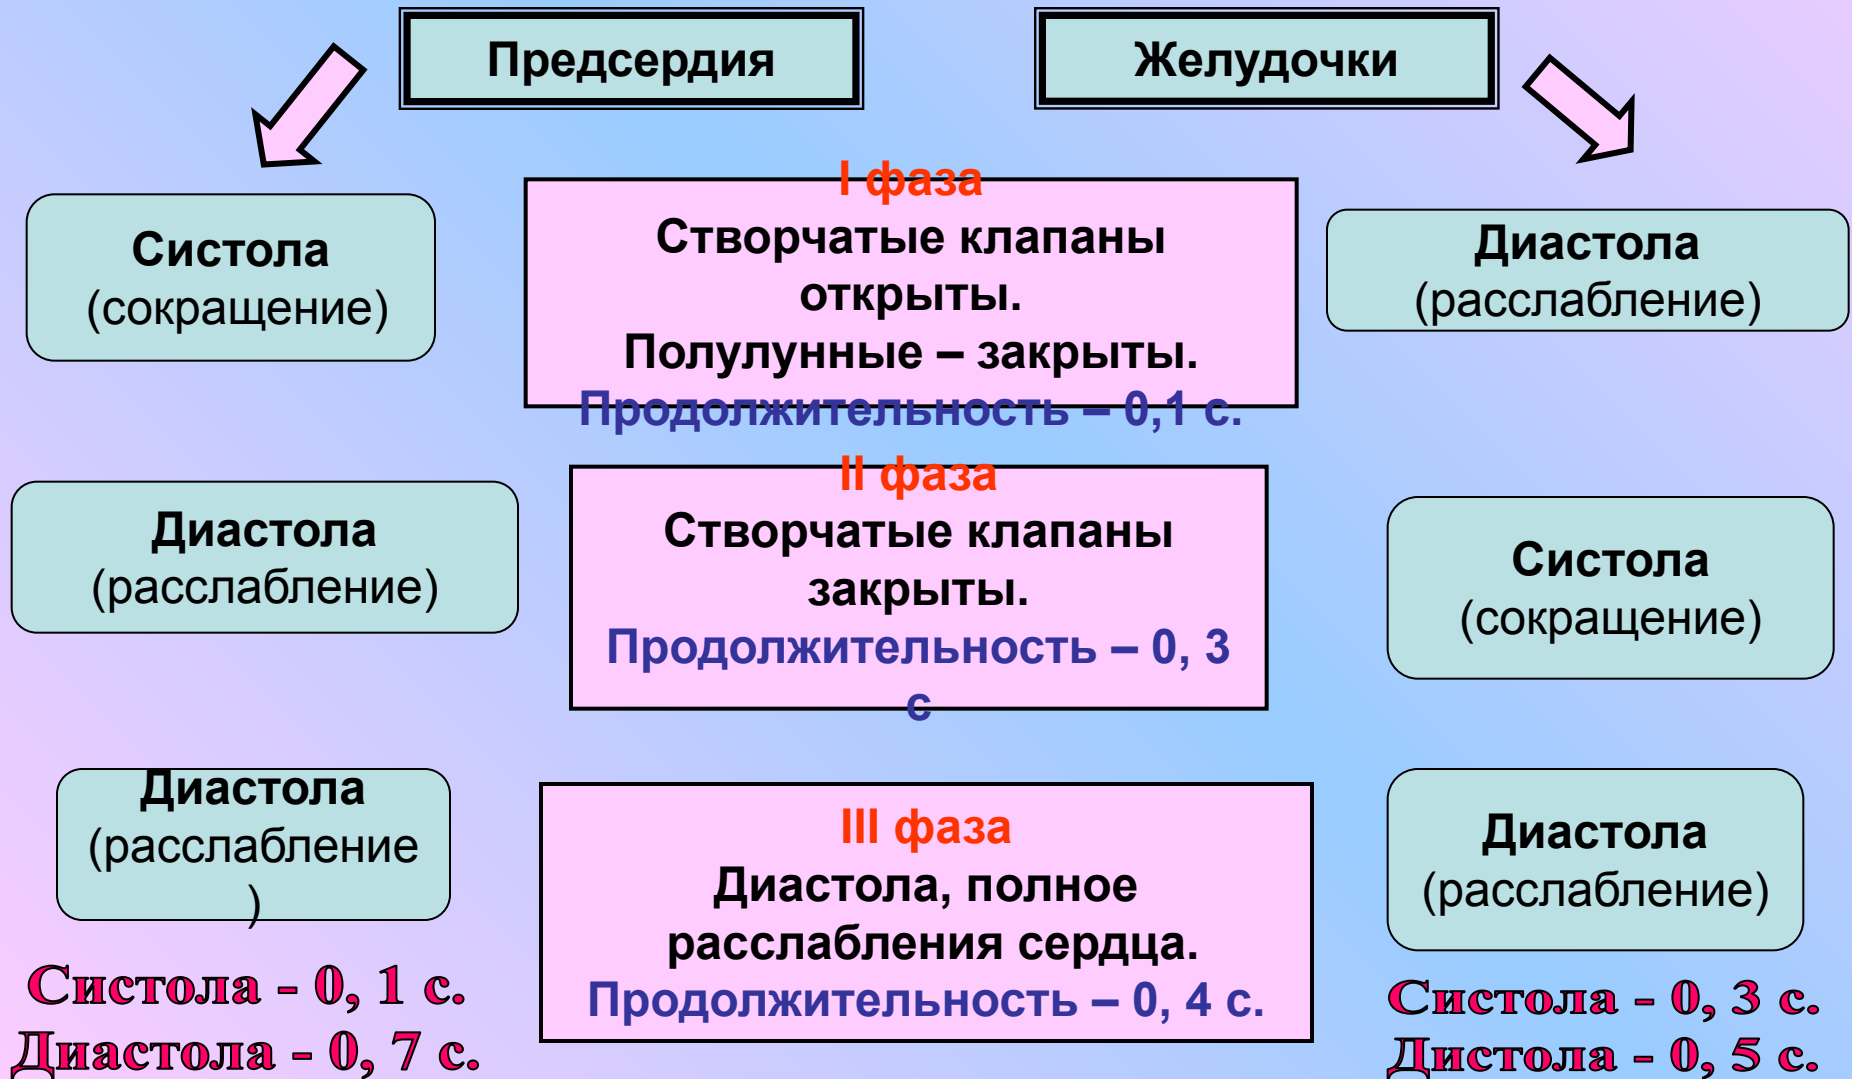 Предсердия
Желудочки
Систола
(сокращение)
I фаза
Створчатые клапаны
открыты.
Полулунные – закрыты.
Продолжительность – 0,1 с.
Диастола
(расслабление)
Диастола
(расслабление)
II фаза
Створчатые клапаны
закрыты.
Продолжительность – 0, 3
с
Систола
(сокращение)
Диастола
(расслабление
)
III фаза
Диастола, полное
расслабления сердца.
Продолжительность – 0, 4 с.
Диастола
(расслабление)
Систола - 0, 1 с.
Диастола - 0, 7 с.
Систола - 0, 3 с.
Дистола - 0, 5 с.